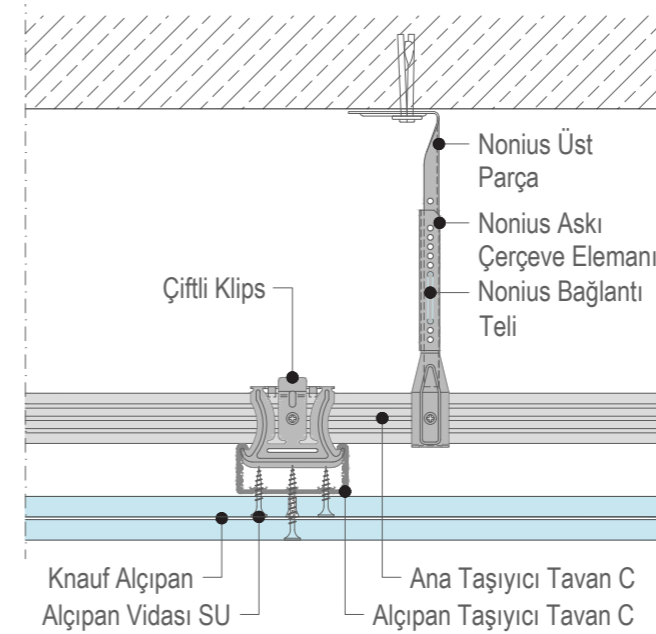 Nonius Üst
Parça
Nonius Askı
Çerçeve Elemanı
Nonius Bağlantı
Teli
Çiftli Klips
Knauf Alçıpan
Ana Taşıyıcı Tavan C
Alçıpan Vidası SU
Alçıpan Taşıyıcı Tavan C